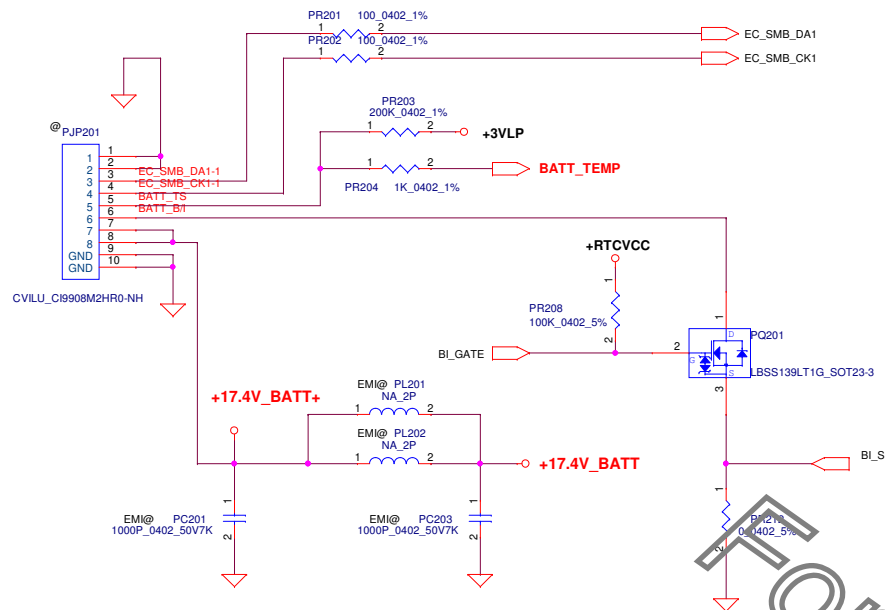 PR201 100_0402_1%
1 2
EC_SMB_DA1
PR202 100_0402_1%
1 2
EC_SMB_CK1
PR203
200K_0402_1%
1 2
+3VLP
@ PJP201
1 1
2 2
3 3 EC_SMB_DA1-1
4 4 EC_SMB_CK1-1
5 5 BATT_TS
6 6 BATT_B/I
7 7
8 8
GND 9
GND 10
CVILU_CI9908M2HR0-NH
1 2
BATT_TEMP
PR204 1K_0402_1%
+RTCVCC
1
PR208
100K_0402_5%
2
BI_GATE
1
D
PQ201
2
G
S
LBSS139LT1G_SOT23-3
3
+17.4V_BATT+
EMI@ PL201
NA_2P
1 2
EMI@ PL202
NA_2P
1 2
+17.4V_BATT
BI_S
1
EMI@ PC201
1000P_0402_50V7K
2
1
EMI@ PC203
1000P_0402_50V7K
2
1
0_0402_5%
2